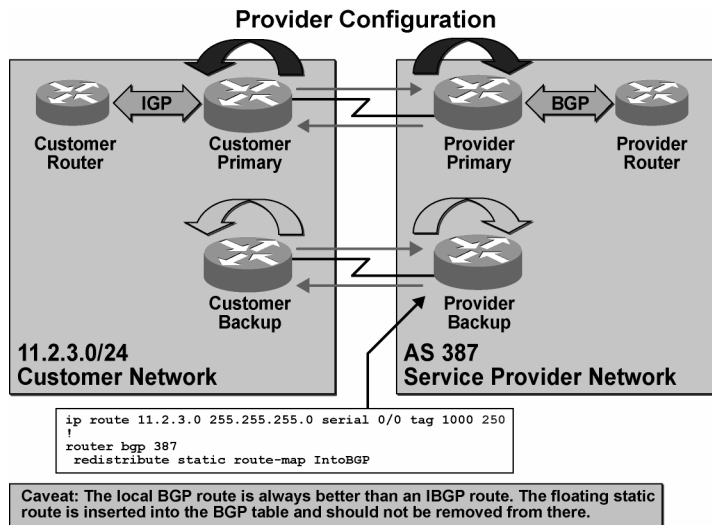 Provider Configuration
IGP
BGP
Customer
Router
Customer
Primary
Provider
Primary
Provider
Router
Customer
Backup
Provider
Backup
11.2.3.0/24
Customer Network
AS 387
Service Provider Network
ip route 11.2.3.0 255.255.255.0 serial 0/0 tag 1000 250
!
router bgp 387
 redistribute static route-map IntoBGP
Caveat: The local BGP route is always better than an IBGP route. The floating static
route is inserted into the BGP table and should not be removed from there.